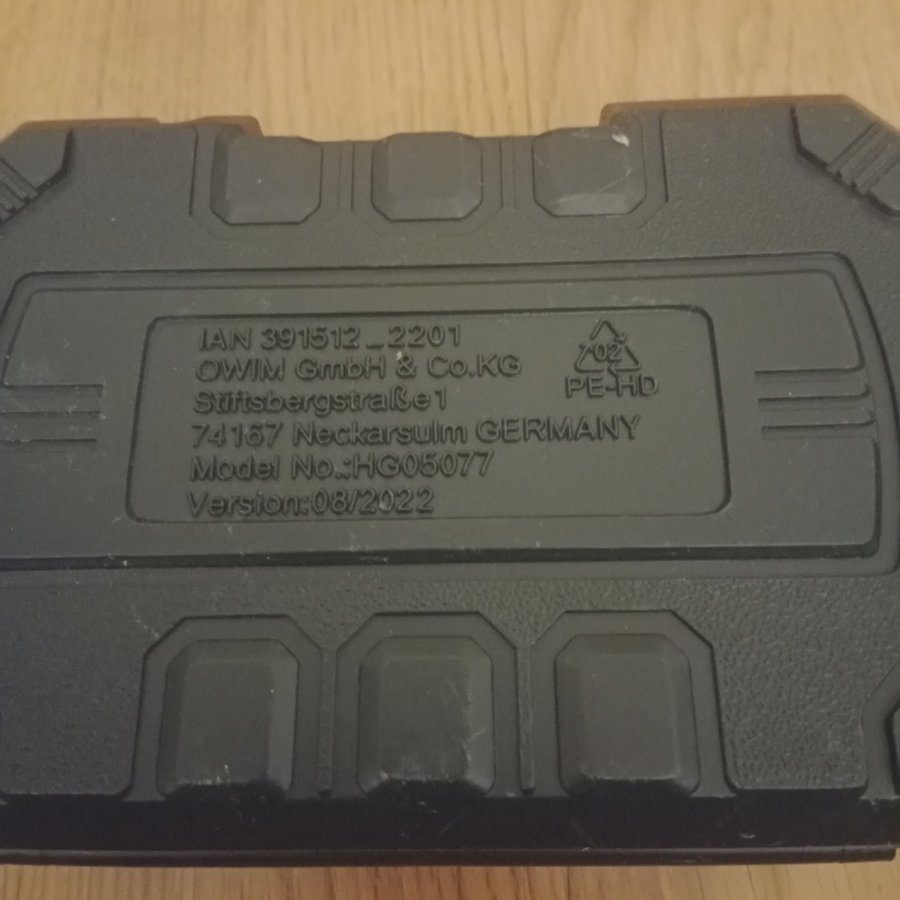 IAN 391512_2201
OWIM GmbH & Co.KG
Stiftsbergstraße1
74167 Neckarsulm GERMANY
Model No.:HG05077
Version:08/2022
02
PE-HD